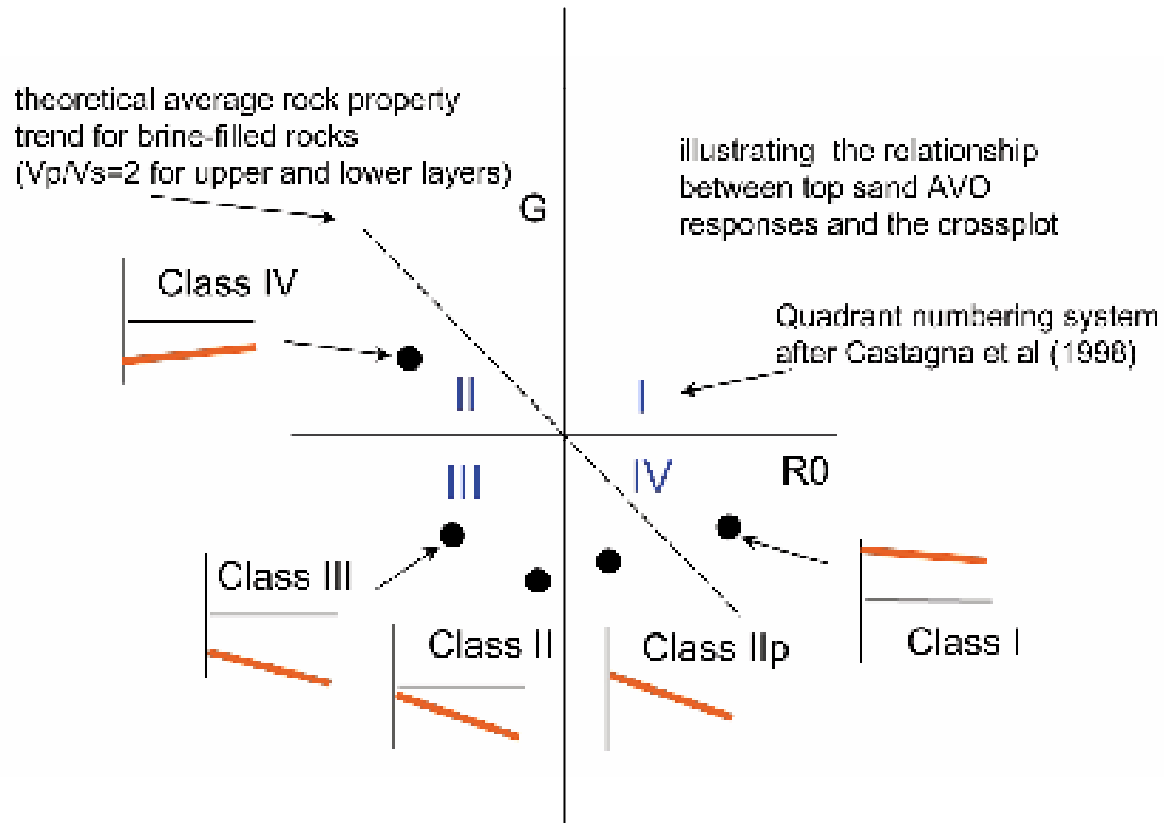 theoretical average rock property
trend for brine-filled rocks
(Vp/Vs=2 for upper and lower layers)
G
illustrating the relationship
between top sand AVO
responses and the crossplot
Class IV
Quadrant numbering system
after Castagna et al (1998)
II
I
III
IV
R0
Class III
Class II
Class IIp
Class I